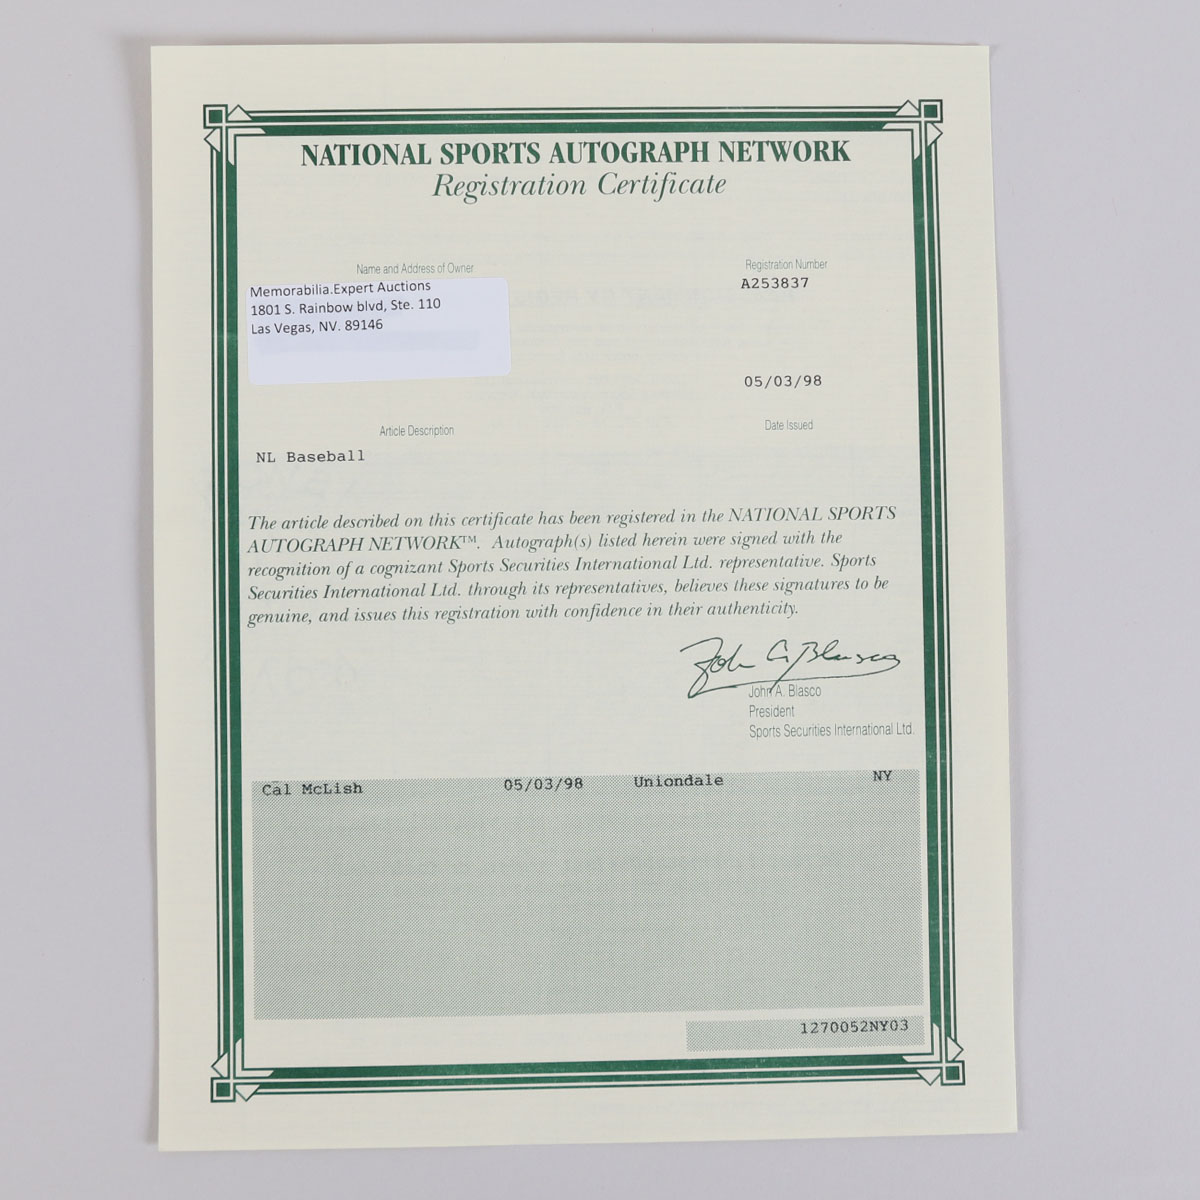 NATIONAL SPORTS AUTOGRAPH NETWORK
Registration Certificate
Name and Address of Owner
Registration Number
Memorabilia.Expert Auctions
1801 S. Rainbow blvd, Ste. 110
Las Vegas, NV. 89146
A253837
05/03/98
Date Issued
Article Description
NL Baseball
The article described on this certificate has been registered in the NATIONAL SPORTS
AUTOGRAPH NETWORK™. Autograph(s) listed herein were signed with the
recognition of a cognizant Sports Securities International Ltd. representative. Sports
Securities International Ltd. through its representatives, believes these signatures to be
genuine, and issues this registration with confidence in their authenticity.
John A. Blasco
John A. Blasco
President
Sports Securities International Ltd.
Cal McLish 05/03/98 Uniondale NY
1270052NY03